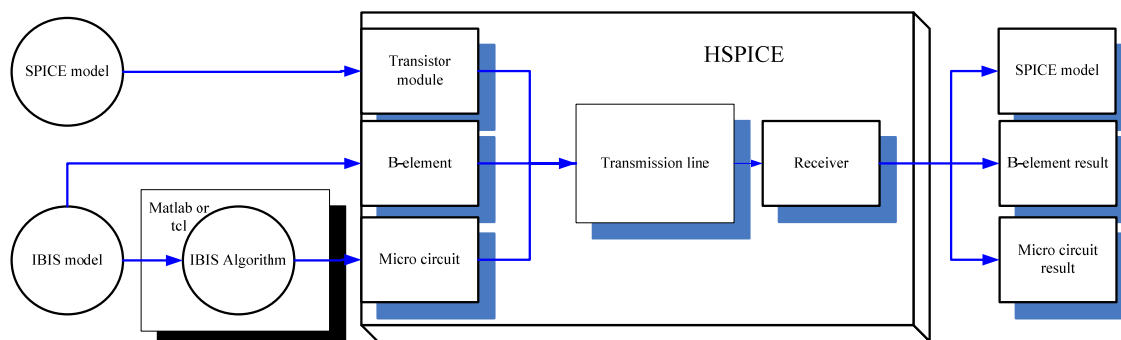 SPICE model
Transistor
module
HSPICE
SPICE model
B-element
Transmission line
Receiver
B-element result
Matlab or
tcl
IBIS model
IBIS Algorithm
Micro circuit
Micro circuit
result